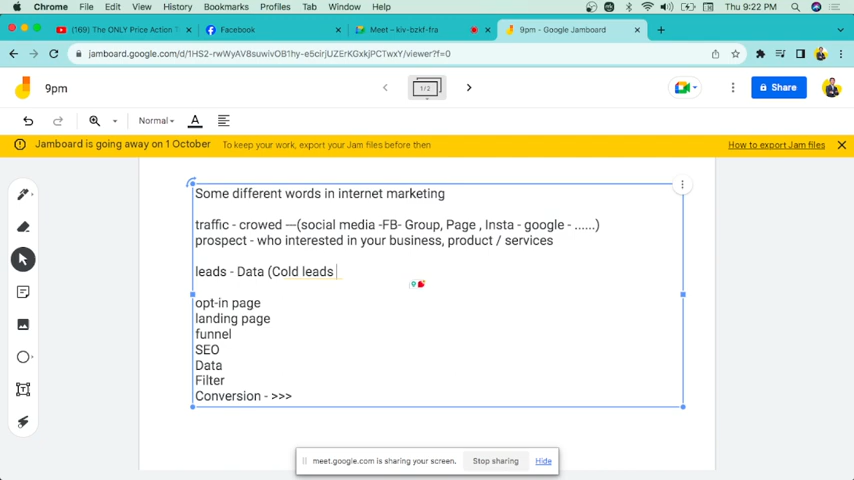 Chrome File Edit View History Bookmarks Profiles Tab Window Help Thu 9:22 PM
(169) The ONLY Price Action T Facebook Meet – kiv-bzkf-fra 9pm - Google Jamboard
jamboard.google.com/d/1HS2-rwWyAV8suwivOB1hy-e5cirjUZErKGxkjPCTwxY/viewer?f=0
9pm 1/2 Share
Normal A
Jamboard is going away on 1 October To keep your work, export your Jam files before then How to export Jam files
Some different words in internet marketing
traffic - crowed —(social media -FB- Group, Page , Insta - google - ......)
prospect - who interested in your business, product / services
leads - Data (Cold leads
opt-in page
landing page
funnel
SEO
Data
Filter
Conversion - >>>
meet.google.com is sharing your screen. Stop sharing Hide